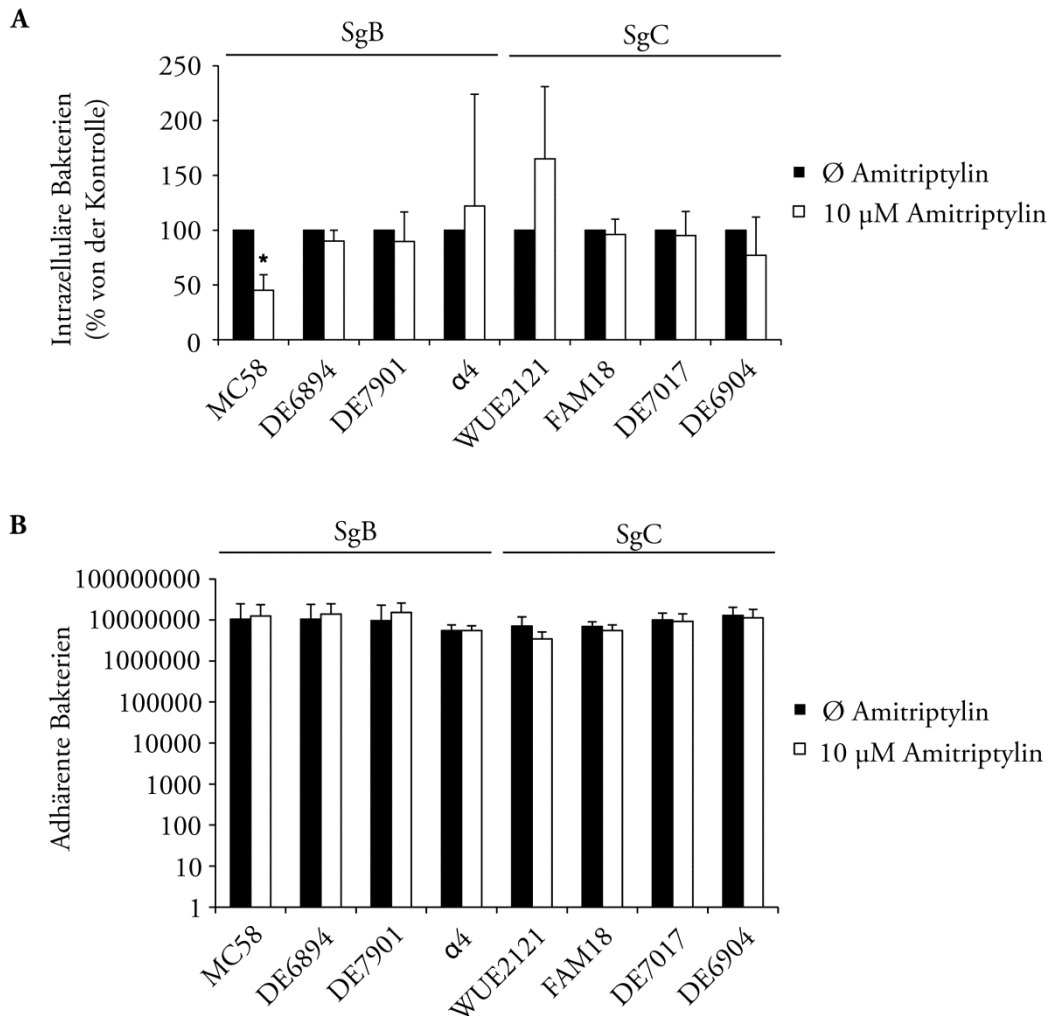 A
SgB
SgC
Intrazelluläre Bakterien
(% von der Kontrolle)
250
200
150
100
50
0
*
MC58
DE6894
DE7901
α4
WUE2121
FAM18
DE7017
DE6904
Ø Amitriptylin
10 µM Amitriptylin
B
SgB
SgC
Adhärente Bakterien
100000000
10000000
1000000
100000
10000
1000
100
10
1
MC58
DE6894
DE7901
α4
WUE2121
FAM18
DE7017
DE6904
Ø Amitriptylin
10 µM Amitriptylin